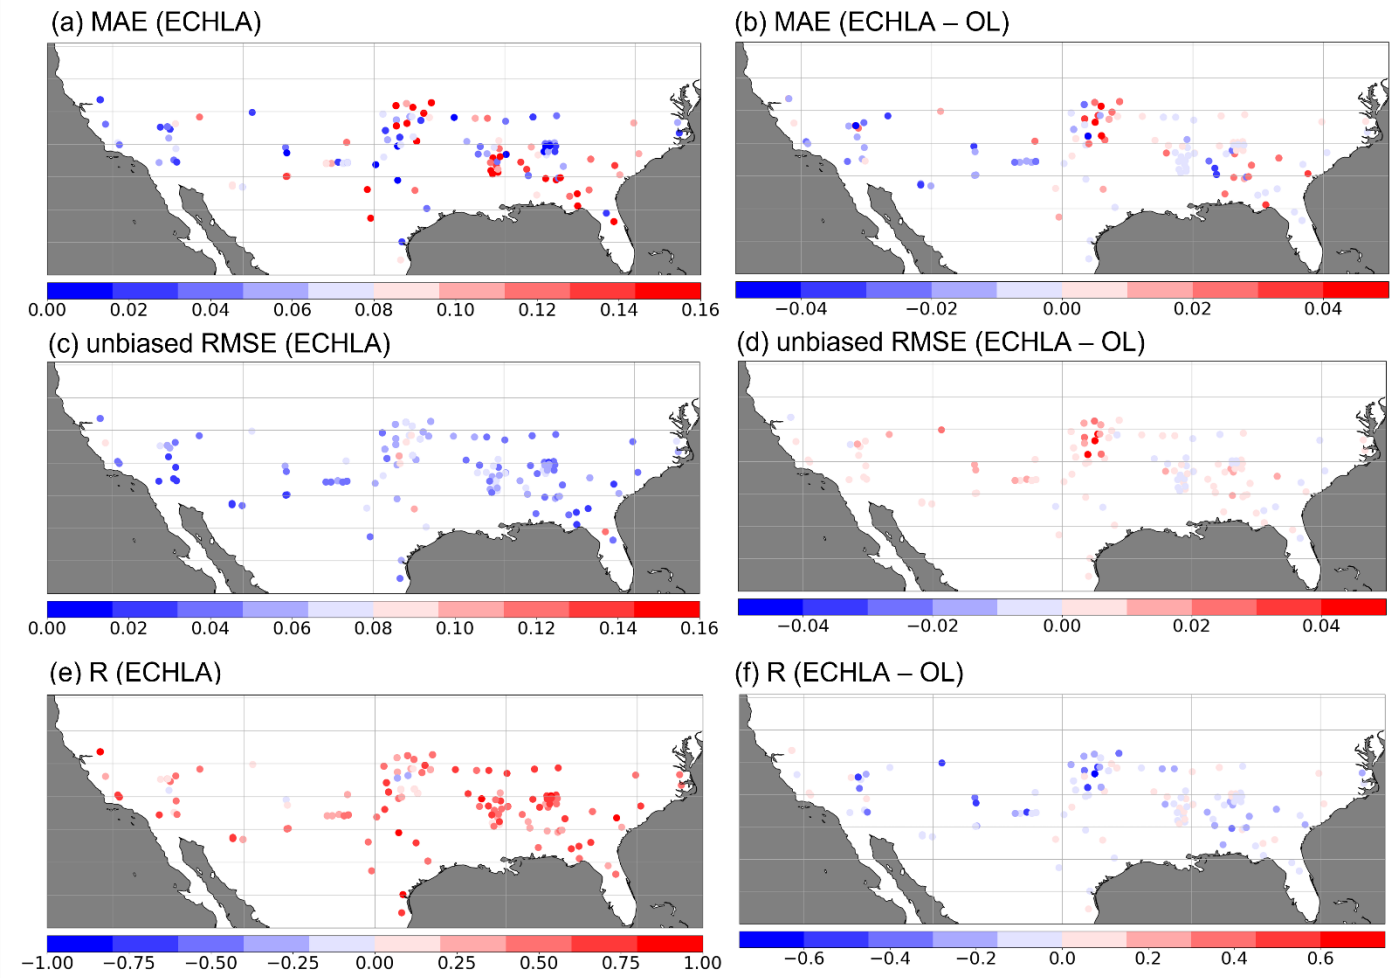 (a) MAE (ECHLA)
(b) MAE (ECHLA – OL)
0.00 0.02 0.04 0.06 0.08 0.10 0.12 0.14 0.16
−0.04 −0.02 0.00 0.02 0.04
(c) unbiased RMSE (ECHLA)
(d) unbiased RMSE (ECHLA – OL)
0.00 0.02 0.04 0.06 0.08 0.10 0.12 0.14 0.16
−0.04 −0.02 0.00 0.02 0.04
(e) R (ECHLA)
(f) R (ECHLA – OL)
−1.00 −0.75 −0.50 −0.25 0.00 0.25 0.50 0.75 1.00
−0.6 −0.4 −0.2 0.0 0.2 0.4 0.6